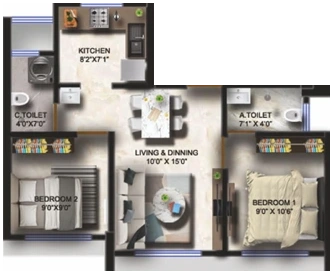 KITCHEN
8'2"X7'1"
C.TOILET
4'0"X7'0"
A.TOILET
7'1" X 4'0"
LIVING & DINNING
10'0" X 15'0"
BEDROOM 2
9'0"X9'0"
BEDROOM 1
9'0" X 10'6"